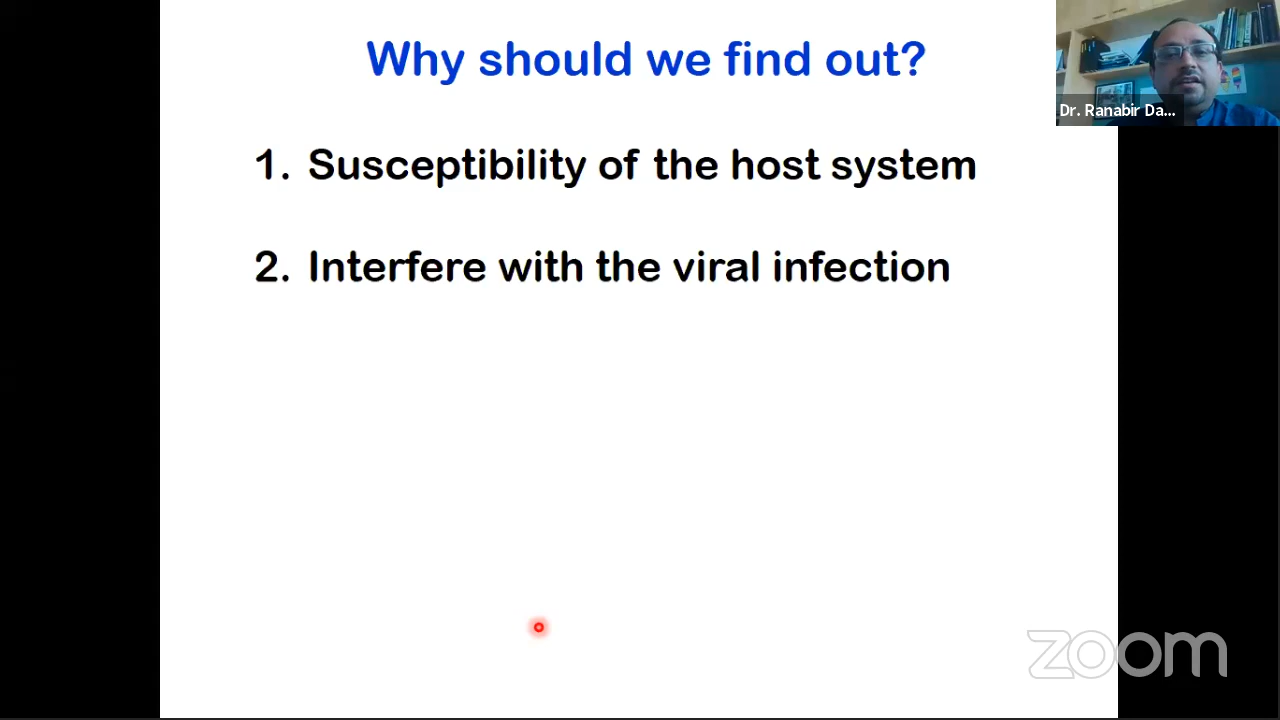 Why should we find out?
Dr. Ranabir Da...
1. Susceptibility of the host system
2. Interfere with the viral infection
zoom